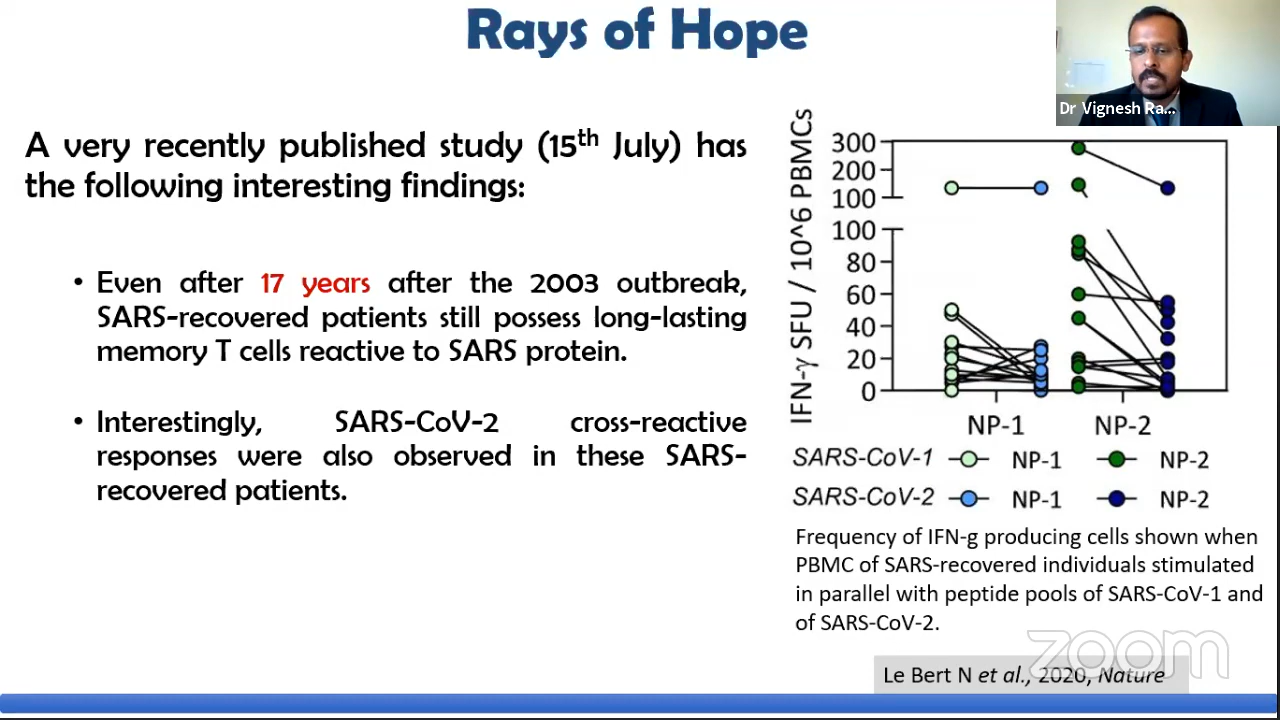 Rays of Hope
Dr Vignesh Ra...
A very recently published study (15th July) has
the following interesting findings:
• Even after 17 years after the 2003 outbreak,
SARS-recovered patients still possess long-lasting
memory T cells reactive to SARS protein.
• Interestingly, SARS-CoV-2 cross-reactive
responses were also observed in these SARS-
recovered patients.
IFN-γ SFU / 10^6 PBMCs
300
200
100
100
80
60
40
20
0
NP-1 NP-2
SARS-CoV-1 NP-1 NP-2
SARS-CoV-2 NP-1 NP-2
Frequency of IFN-g producing cells shown when
PBMC of SARS-recovered individuals stimulated
in parallel with peptide pools of SARS-CoV-1 and
of SARS-CoV-2.
zoom
Le Bert N et al., 2020, Nature